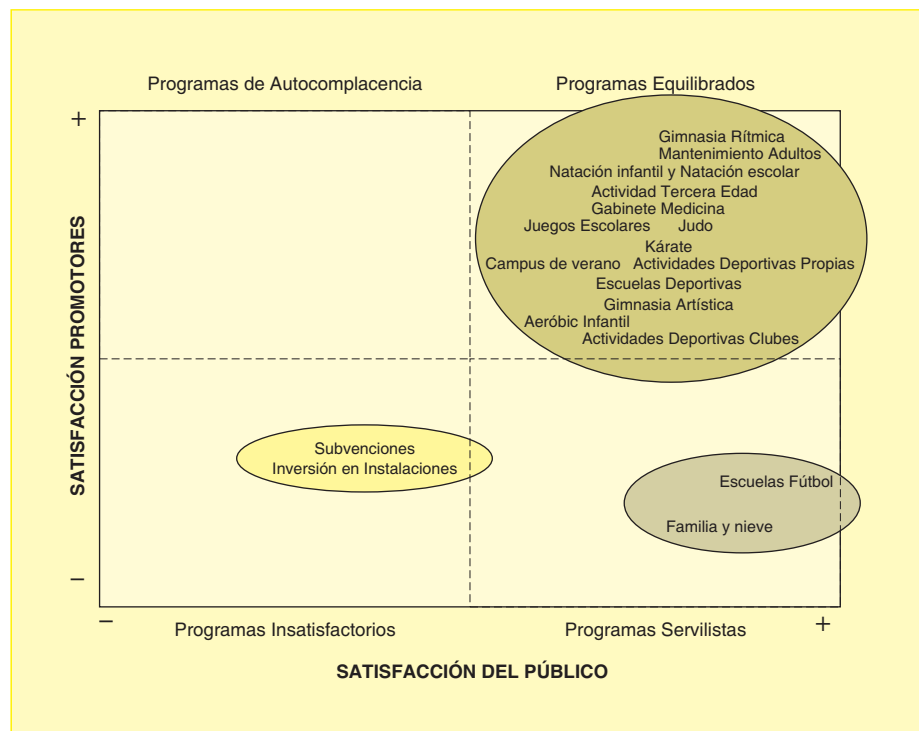 Programas de Autocomplacencia
Programas Equilibrados
+
SATISFACCIÓN PROMOTORES
Gimnasia Rítmica
Mantenimiento Adultos
Natación infantil y Natación escolar
Actividad Tercera Edad
Gabinete Medicina
Juegos Escolares Judo
Kárate
Campus de verano Actividades Deportivas Propias
Escuelas Deportivas
Gimnasia Artística
Aeróbic Infantil
Actividades Deportivas Clubes
Subvenciones
Inversión en Instalaciones
Escuelas Fútbol
Familia y nieve
–
–
+
Programas Insatisfactorios
Programas Servilistas
SATISFACCIÓN DEL PÚBLICO